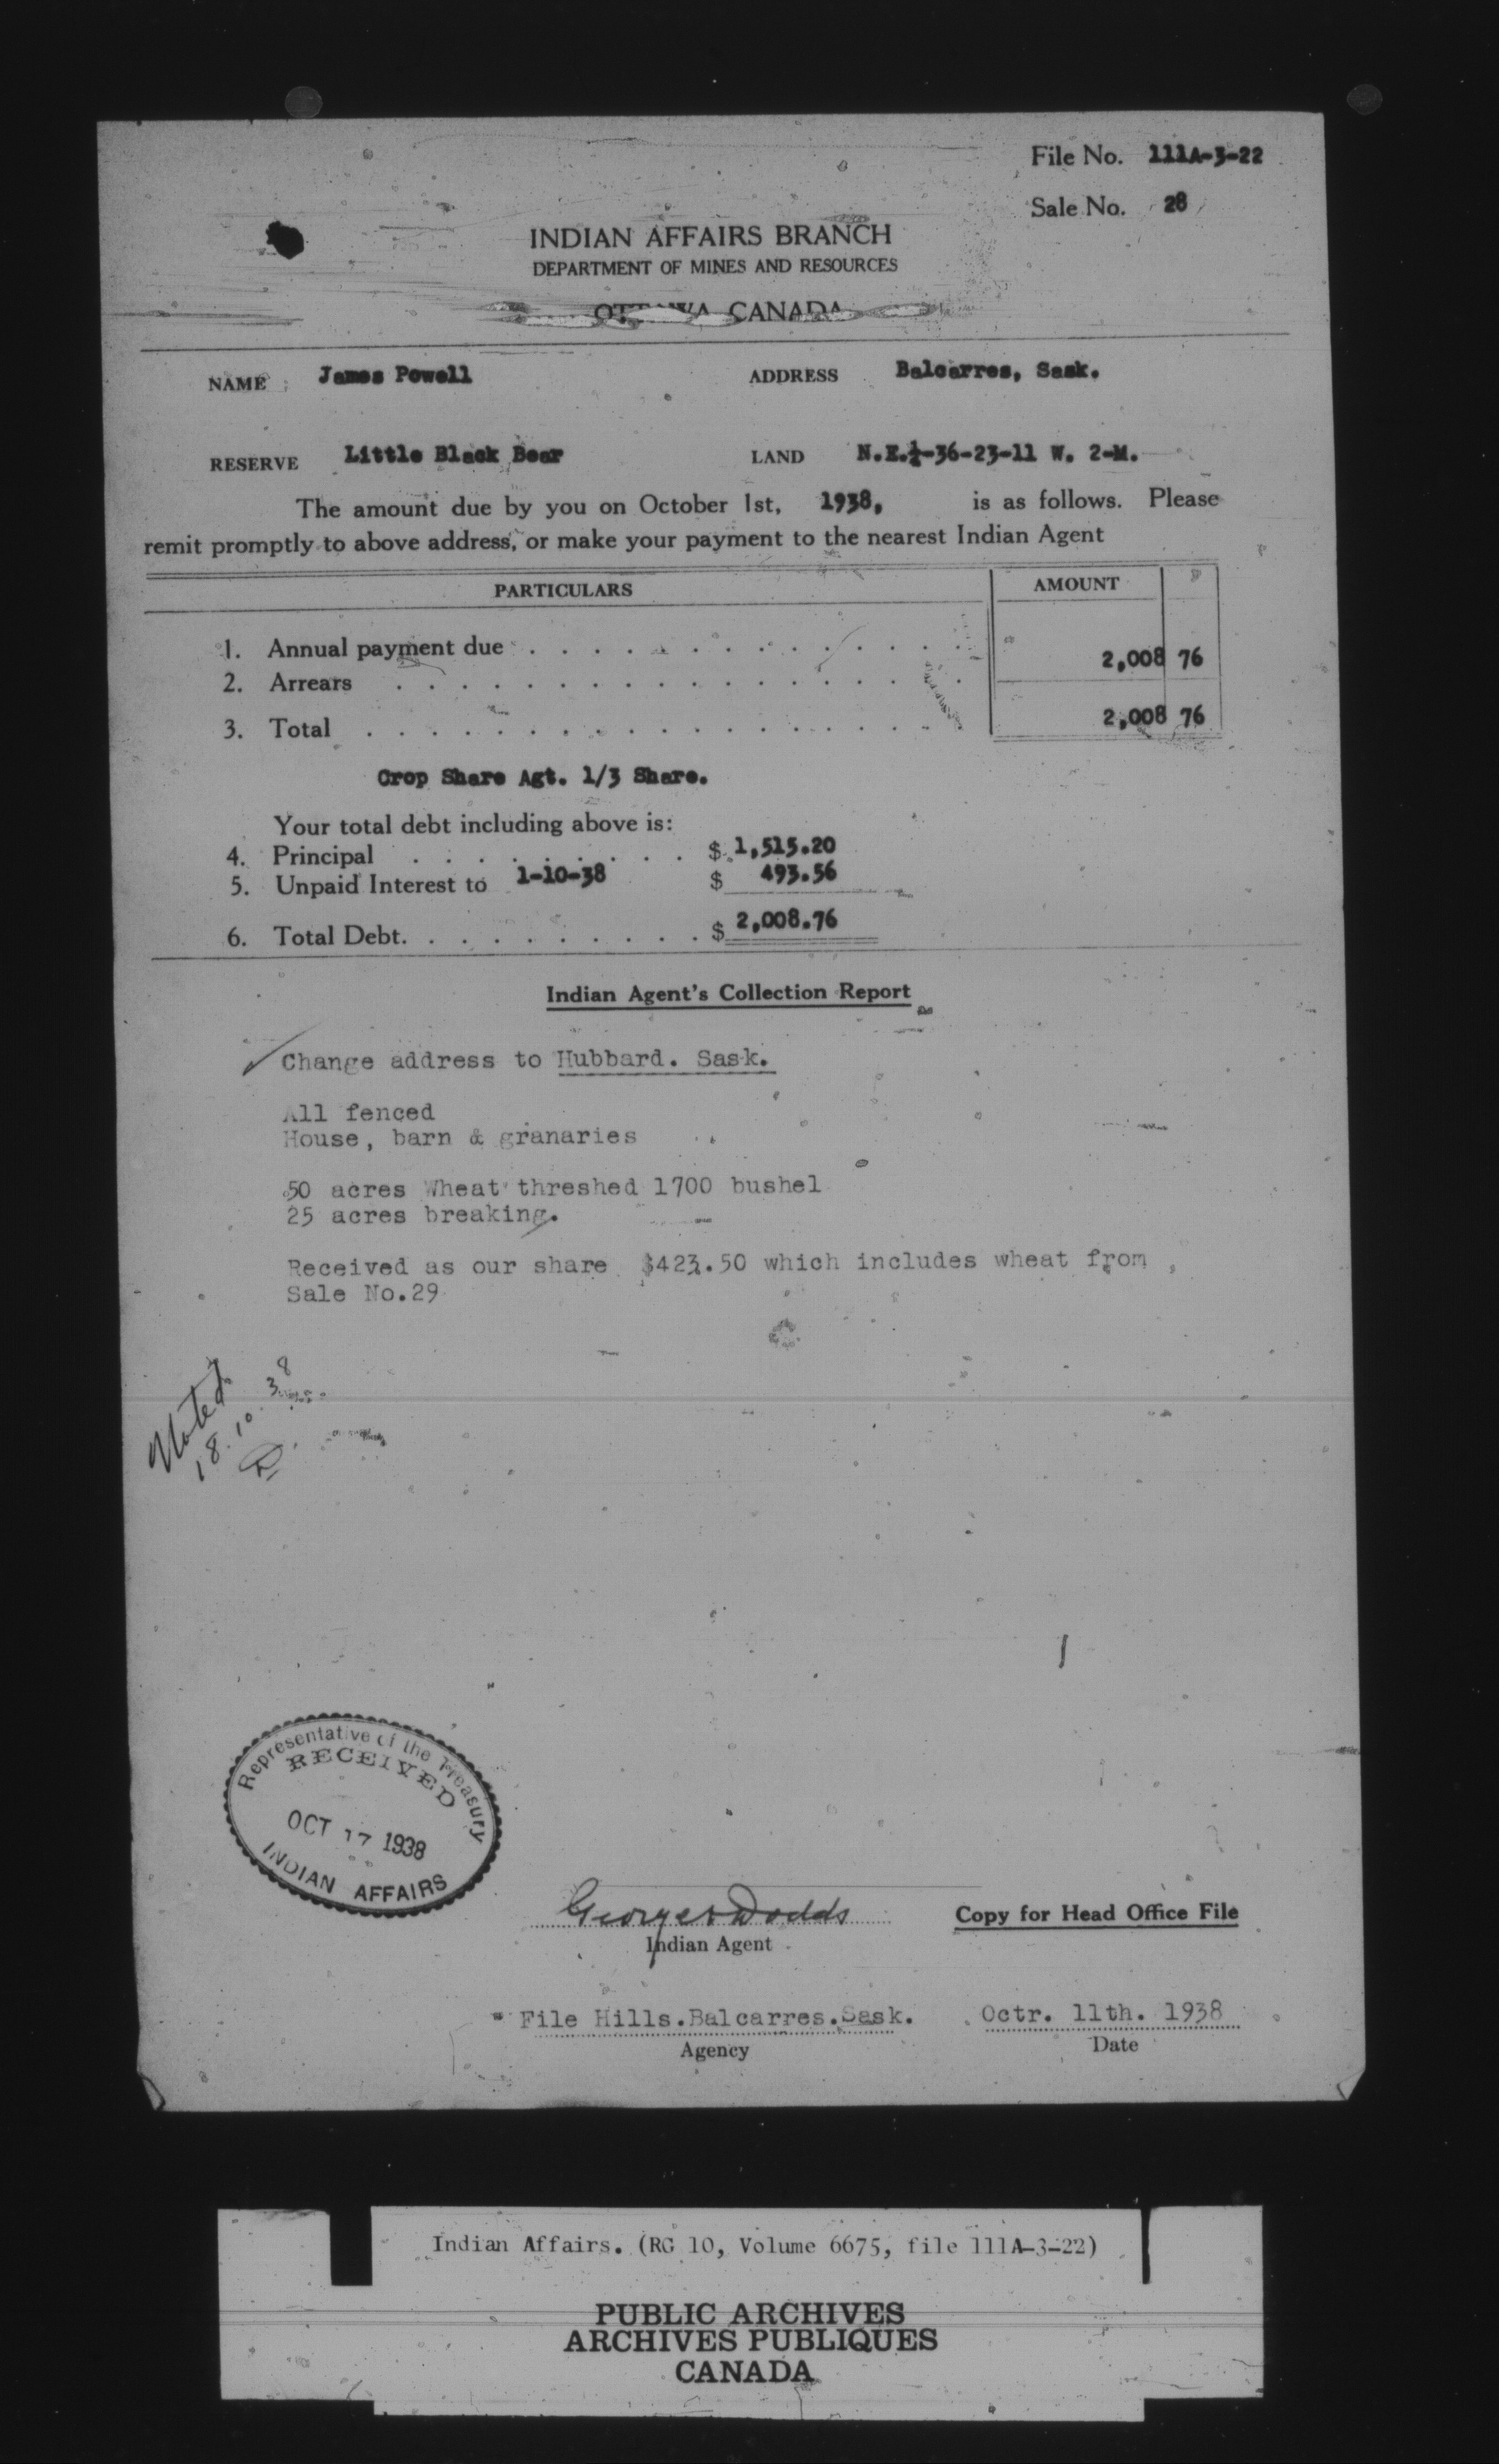 File No. 111A-3-22
Sale No. 28
INDIAN AFFAIRS BRANCH
DEPARTMENT OF MINES AND RESOURCES
OTTAWA CANADA
NAME James Powell ADDRESS Balcarres, Sask.
RESERVE Little Black Bear LAND N.E.¼-36-23-11 W. 2-M.
The amount due by you on October 1st, 1938, is as follows. Please
remit promptly to above address, or make your payment to the nearest Indian Agent
PARTICULARS AMOUNT
1. Annual payment due
2,008 76
2. Arrears
3. Total 2,008 76
Crop Share Agt. 1/3 Share.
Your total debt including above is:
4. Principal $ 1,515.20
5. Unpaid Interest to 1-10-38 $ 493.56
6. Total Debt. $ 2,008.76
Indian Agent's Collection Report
Change address to Hubbard. Sask.
All fenced
House, barn & granaries
50 acres Wheat threshed 1700 bushel
25 acres breaking.
Received as our share $423.50 which includes wheat from
Sale No.29
Noted
18.10.38
Representative of the Treasury
RECEIVED
OCT 17 1938
INDIAN AFFAIRS
George Dodds
Indian Agent
Copy for Head Office File
File Hills.Balcarres.Sask. Octr. 11th. 1938
Agency Date
Indian Affairs. (RG 10, Volume 6675, file 111A-3-22)
PUBLIC ARCHIVES
ARCHIVES PUBLIQUES
CANADA